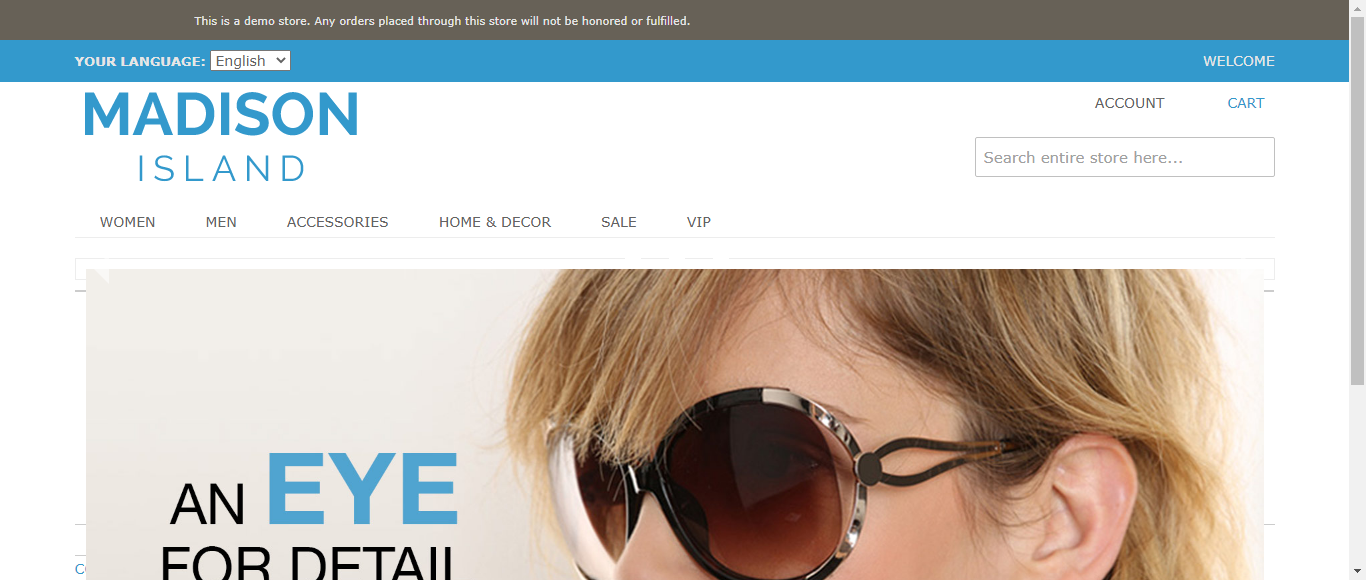 This is a demo store. Any orders placed through this store will not be honored or fulfilled.
YOUR LANGUAGE: English
WELCOME
MADISON
ISLAND
ACCOUNT
CART
Search entire store here...
WOMEN
MEN
ACCESSORIES
HOME & DECOR
SALE
VIP
AN EYE
FOR DETAIL